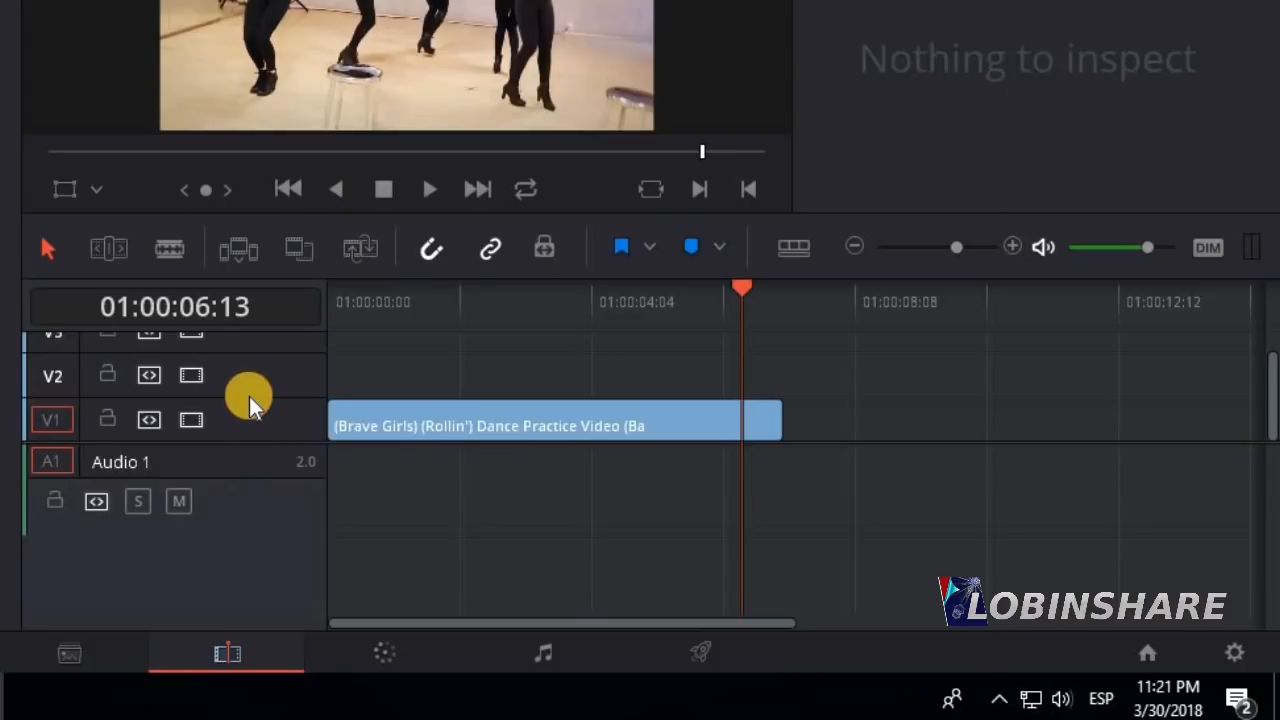 Nothing to inspect
DIM
01:00:06:13
01:00:00:00
01:00:04:04
01:00:08:08
01:00:12:12
V3
V2
V1
(Brave Girls) (Rollin') Dance Practice Video (Ba
A1
Audio 1
2.0
S
M
LOBINSHARE
ESP
11:21 PM
3/30/2018
2